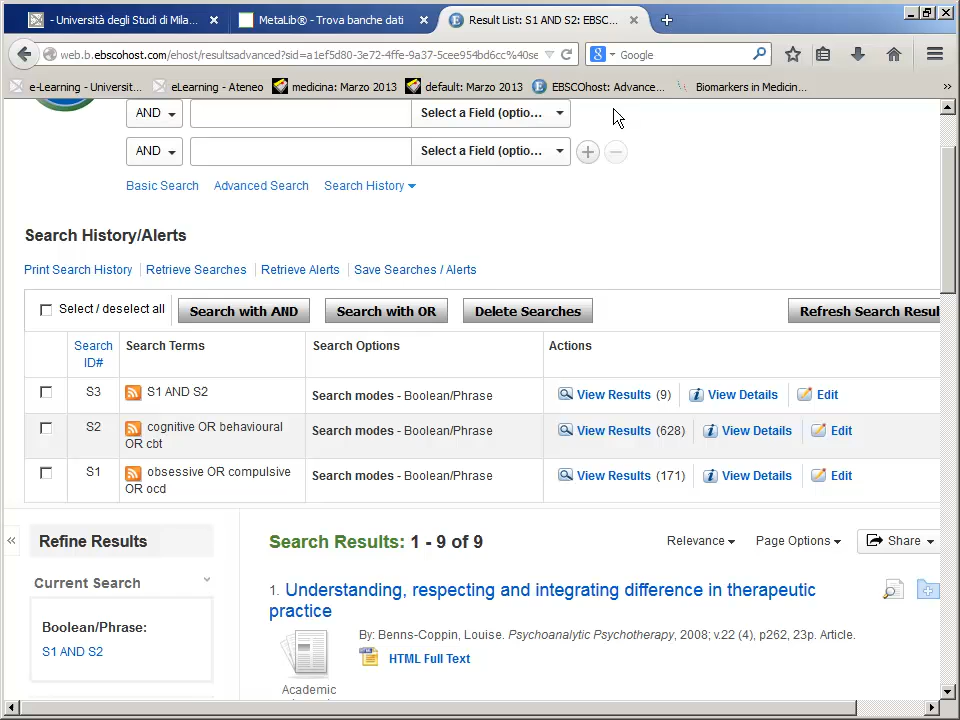 - Università degli Studi di Mila...
MetaLib® - Trova banche dati
Result List: S1 AND S2: EBSC...
web.b.ebscohost.com/ehost/resultsadvanced?sid=a1ef5d80-3e72-4ffe-9a37-5cee954bd6cc%40se
Google
e-Learning - Universit...
eLearning - Ateneo
medicina: Marzo 2013
default: Marzo 2013
EBSCOhost: Advance...
Biomarkers in Medicin...
AND
Select a Field (optio...
AND
Select a Field (optio...
Basic Search
Advanced Search
Search History
Search History/Alerts
Print Search History
Retrieve Searches
Retrieve Alerts
Save Searches / Alerts
Select / deselect all
Search with AND
Search with OR
Delete Searches
Refresh Search Resul
Search ID#
Search Terms
Search Options
Actions
S3
S1 AND S2
Search modes - Boolean/Phrase
View Results (9)
View Details
Edit
S2
cognitive OR behavioural
OR cbt
Search modes - Boolean/Phrase
View Results (628)
View Details
Edit
S1
obsessive OR compulsive
OR ocd
Search modes - Boolean/Phrase
View Results (171)
View Details
Edit
Refine Results
Current Search
Boolean/Phrase:
S1 AND S2
Search Results: 1 - 9 of 9
Relevance
Page Options
Share
1. Understanding, respecting and integrating difference in therapeutic
practice
By: Benns-Coppin, Louise. Psychoanalytic Psychotherapy, 2008; v.22 (4), p262, 23p. Article.
HTML Full Text
Academic